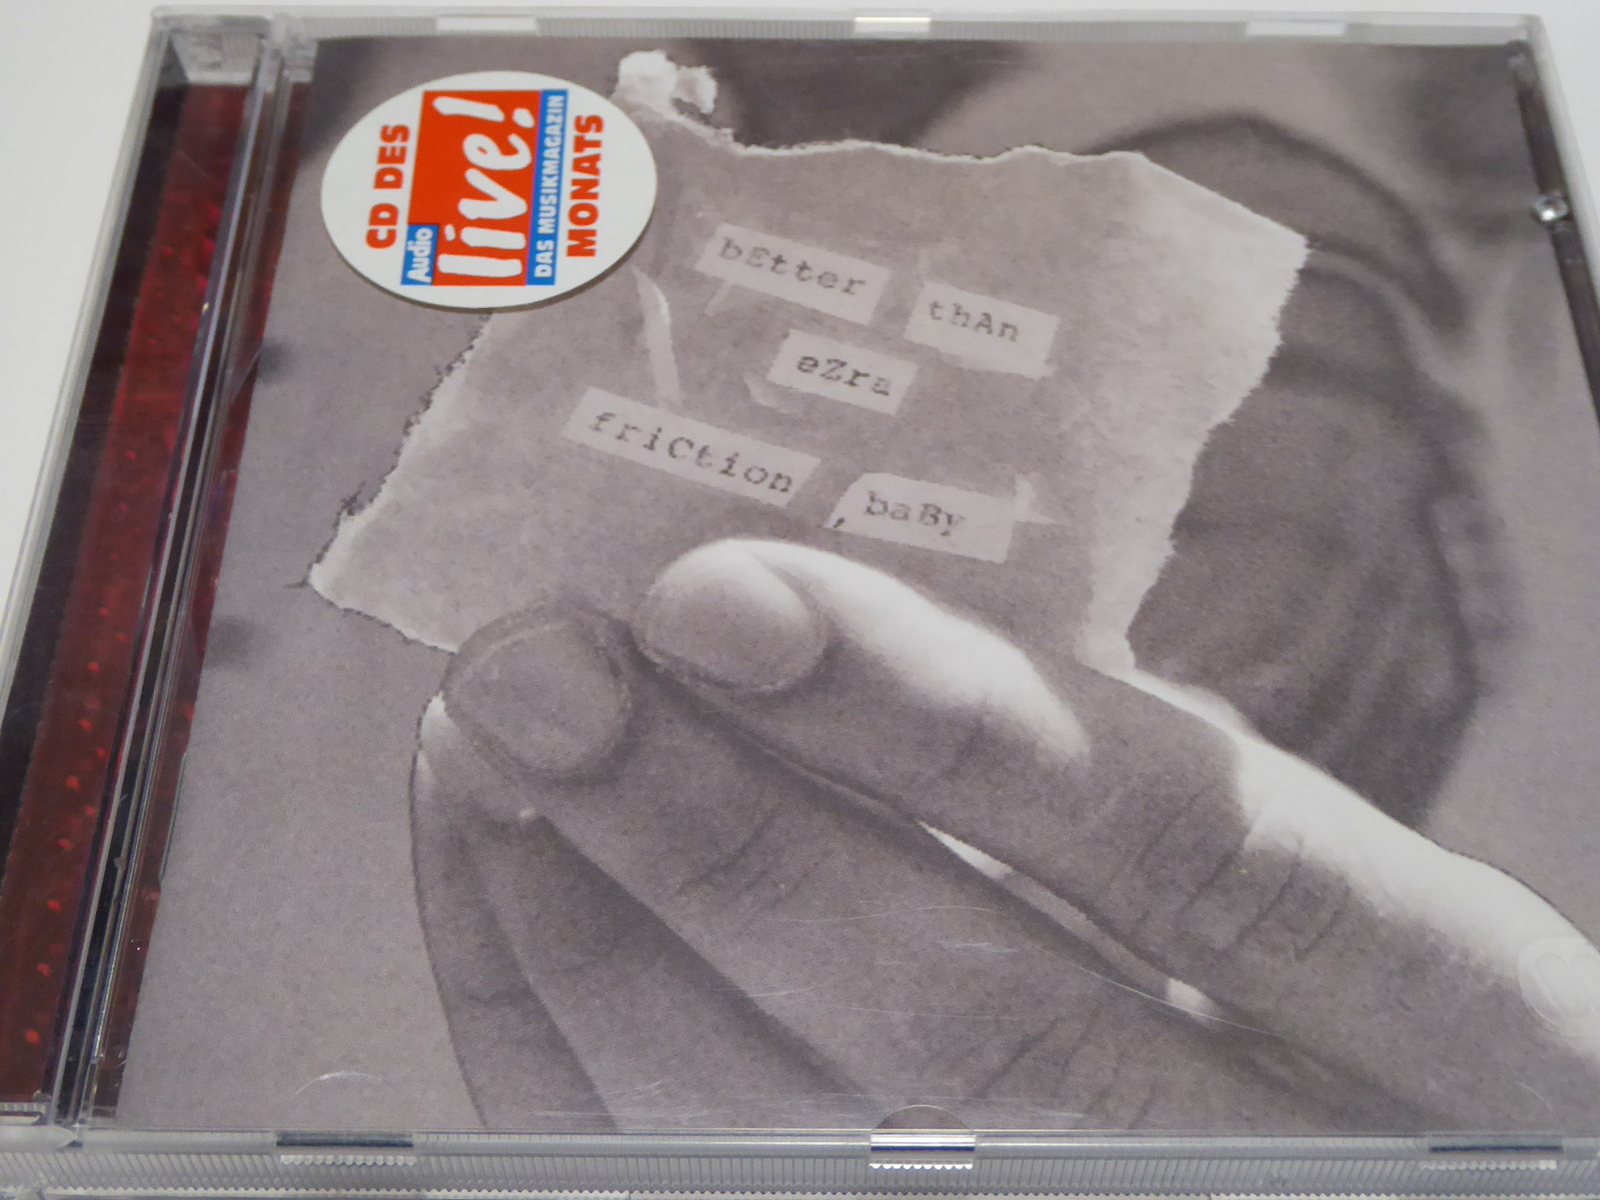 CD DES
Audio
live!
DAS MUSIKMAGAZIN
MONATS
bEtter thAn
eZra
friCtion, baBy